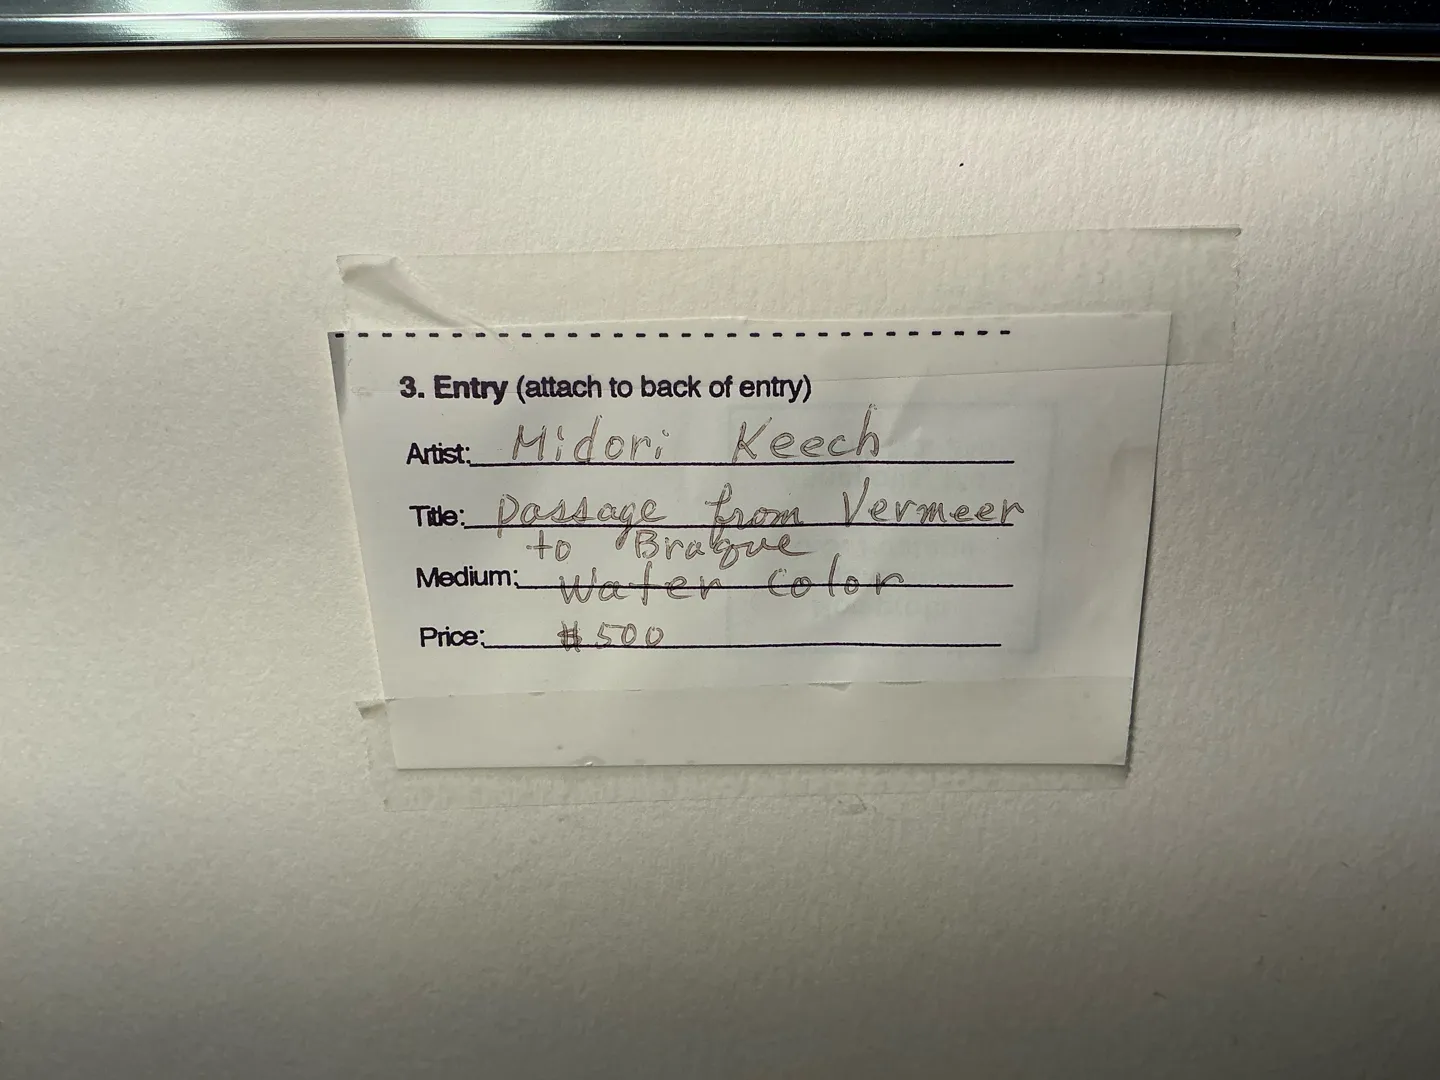 3. Entry (attach to back of entry)
Artist: Midori Keech
Title: Passage from Vermeer
to Braque
Medium: Water Color
Price: $500